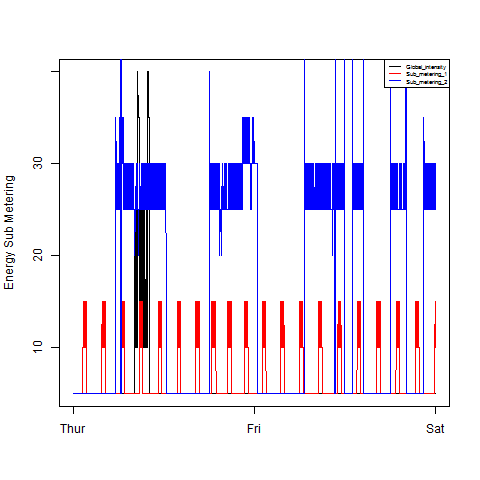 Global_intensity
Sub_metering_1
Sub_metering_2
Energy Sub Metering
30
20
10
Thur
Fri
Sat